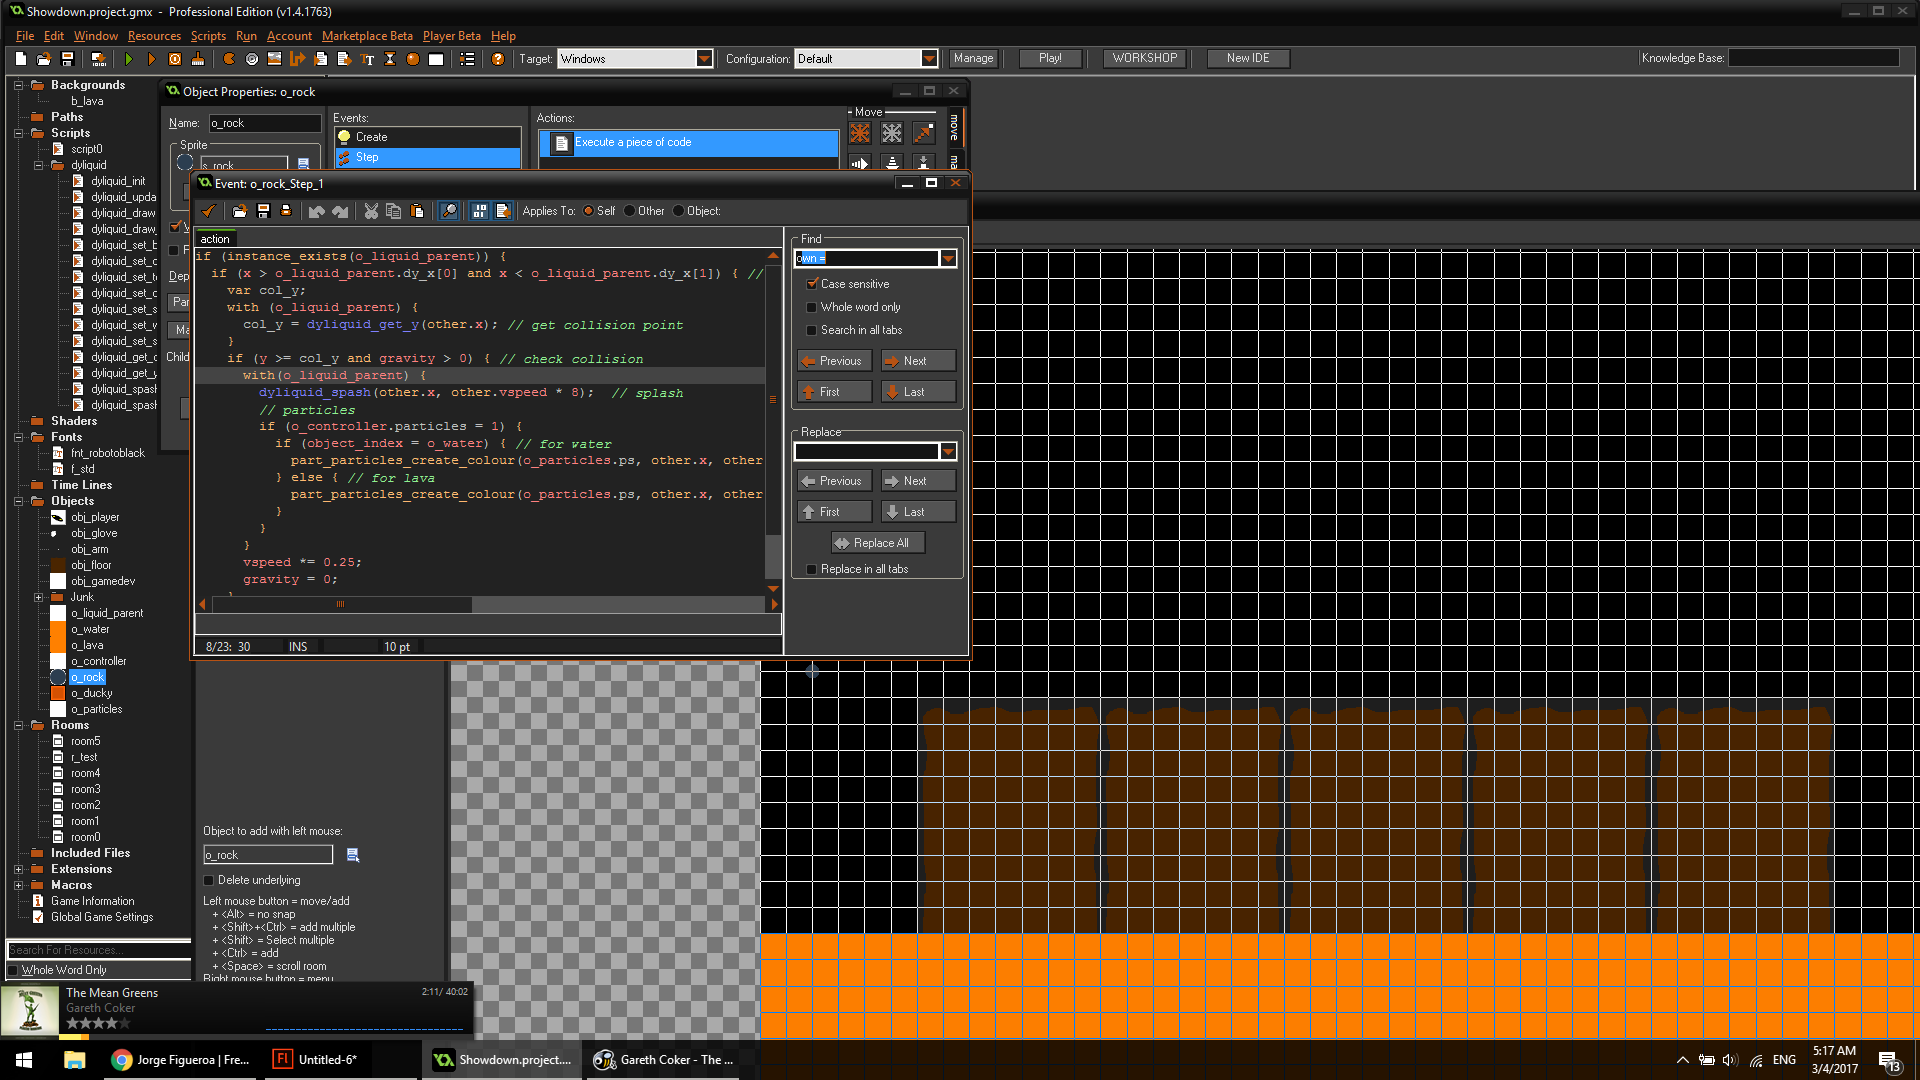 Showdown.project.gmx - Professional Edition (v1.4.1763)
File Edit Window Resources Scripts Run Account Marketplace Beta Player Beta Help
Target: Windows Configuration: Default Manage Play! WORKSHOP New IDE Knowledge Base:
Backgrounds
b_lava
Paths
Scripts
script0
dyliquid
dyliquid_init
dyliquid_upda
dyliquid_draw
dyliquid_draw_
dyliquid_set_b
dyliquid_set_c
dyliquid_set_t
dyliquid_set_c
dyliquid_set_s
dyliquid_set_w
dyliquid_set_s
dyliquid_get_c
dyliquid_get_y
dyliquid_spash
dyliquid_spash
Shaders
Fonts
fnt_robotoblack
f_std
Time Lines
Objects
obj_player
obj_glove
obj_arm
obj_floor
obj_gamedev
Junk
o_liquid_parent
o_water
o_lava
o_controller
o_rock
o_ducky
o_particles
Rooms
room5
r_test
room4
room3
room2
room1
room0
Included Files
Extensions
Macros
Game Information
Global Game Settings
Search For Resources...
Whole Word Only
Object Properties: o_rock
Name: o_rock
Sprite
s_rock
Dep
Par
Ma
Child
Events:
Create
Step
Actions:
Execute a piece of code
Move
move
ma
Event: o_rock_Step_1
Applies To: Self Other Object:
action
if (instance_exists(o_liquid_parent)) {
if (x > o_liquid_parent.dy_x[0] and x < o_liquid_parent.dy_x[1]) { //
var col_y;
with (o_liquid_parent) {
col_y = dyliquid_get_y(other.x); // get collision point
}
if (y >= col_y and gravity > 0) { // check collision
with(o_liquid_parent) {
dyliquid_spash(other.x, other.vspeed * 8); // splash
// particles
if (o_controller.particles = 1) {
if (object_index = o_water) { // for water
part_particles_create_colour(o_particles.ps, other.x, other
} else { // for lava
part_particles_create_colour(o_particles.ps, other.x, other
}
}
}
vspeed *= 0.25;
gravity = 0;
8/23: 30 INS 10 pt
Find
own =
Case sensitive
Whole word only
Search in all tabs
Previous Next
First Last
Replace
Previous Next
First Last
Replace All
Replace in all tabs
Object to add with left mouse:
o_rock
Delete underlying
Left mouse button = move/add
+ <Alt> = no snap
+ <Shift>+<Ctrl> = add multiple
+ <Shift> = Select multiple
+ <Ctrl> = add
+ <Space> = scroll room
Right mouse button = menu
The Mean Greens
2:11/ 40:02
Gareth Coker
Jorge Figueroa | Fre...
Untitled-6*
Showdown.project....
Gareth Coker - The ...
ENG
5:17 AM
3/4/2017
13